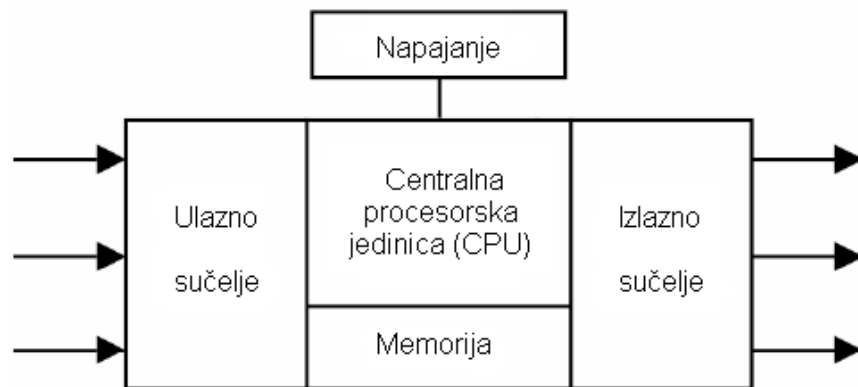 Napajanje
Ulazno
sučelje
Centralna
procesorska
jedinica (CPU)
Memorija
Izlazno
sučelje